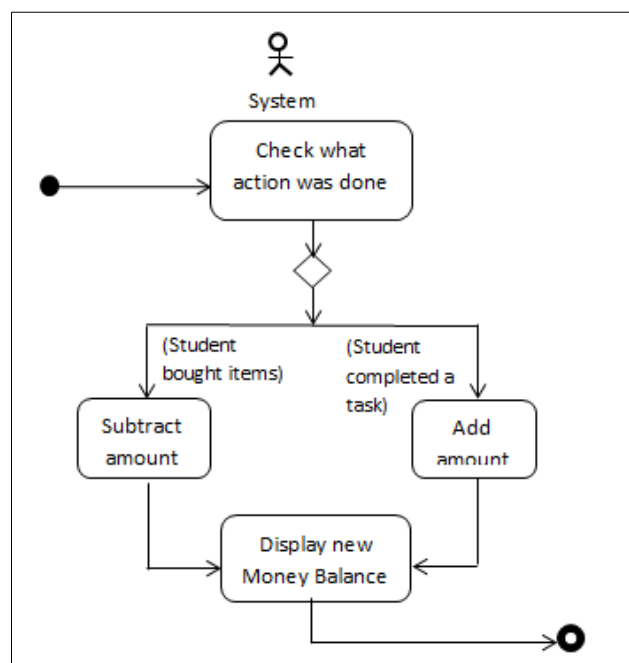 System
Check what
action was done
(Student
bought items)
(Student
completed a
task)
Subtract
amount
Add
amount
Display new
Money Balance